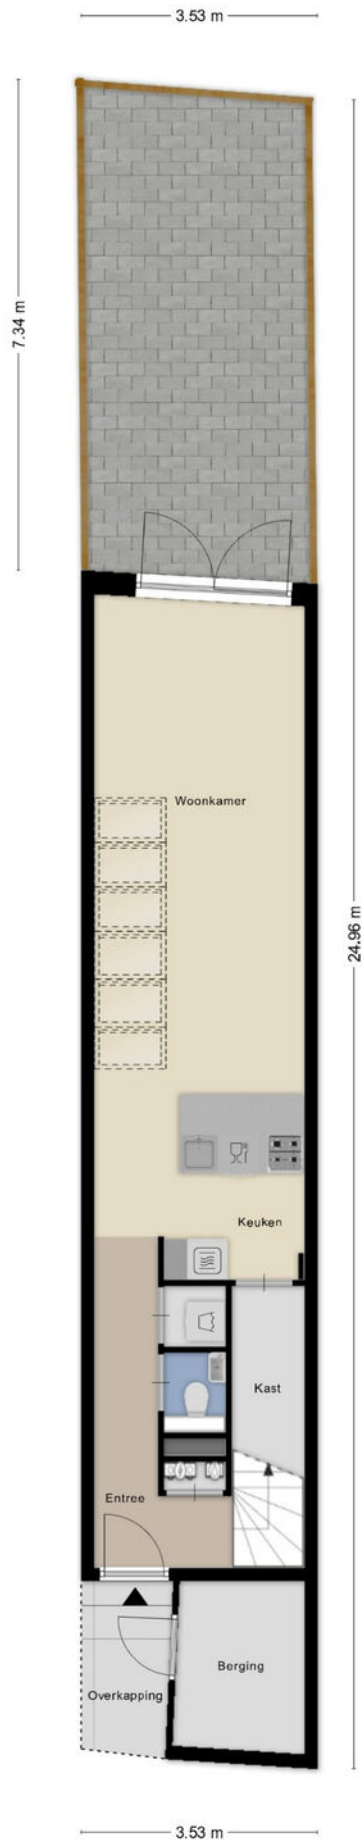 3.53 m
7.34 m
Woonkamer
24.96 m
Keuken
Kast
Entree
Berging
Overkapping
3.53 m